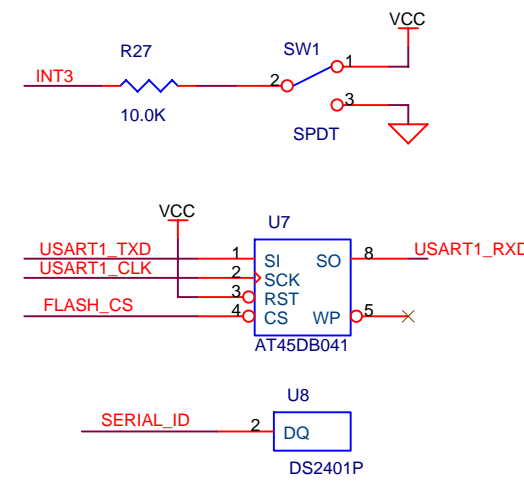 VCC
R27
SW1
1
INT3
2
10.0K
3
SPDT
VCC
U7
USART1_TXD
1
SI
SO
8
USART1_RXD
USART1_CLK
2
SCK
3
RST
FLASH_CS
4
CS
WP
5
AT45DB041
U8
SERIAL_ID
2
DQ
DS2401P